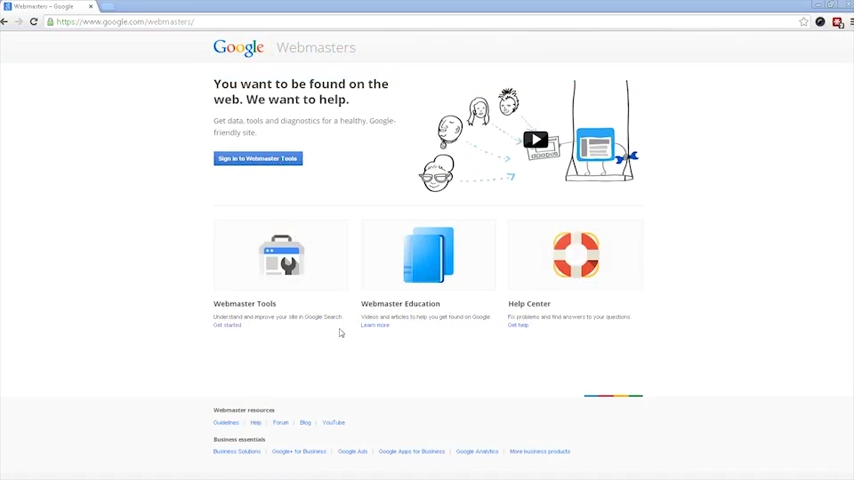 Webmasters – Google
https://www.google.com/webmasters/
Google Webmasters
You want to be found on the
web. We want to help.
Get data, tools and diagnostics for a healthy, Google-
friendly site.
Sign in to Webmaster Tools
Webmaster Tools
Understand and improve your site in Google Search.
Get started
Webmaster Education
Videos and articles to help you get found on Google.
Learn more
Help Center
Fix problems and find answers to your questions.
Get help
Webmaster resources
Guidelines | Help | Forum | Blog | YouTube
Business essentials
Business Solutions | Google+ for Business | Google Ads | Google Apps for Business | Google Analytics | More business products